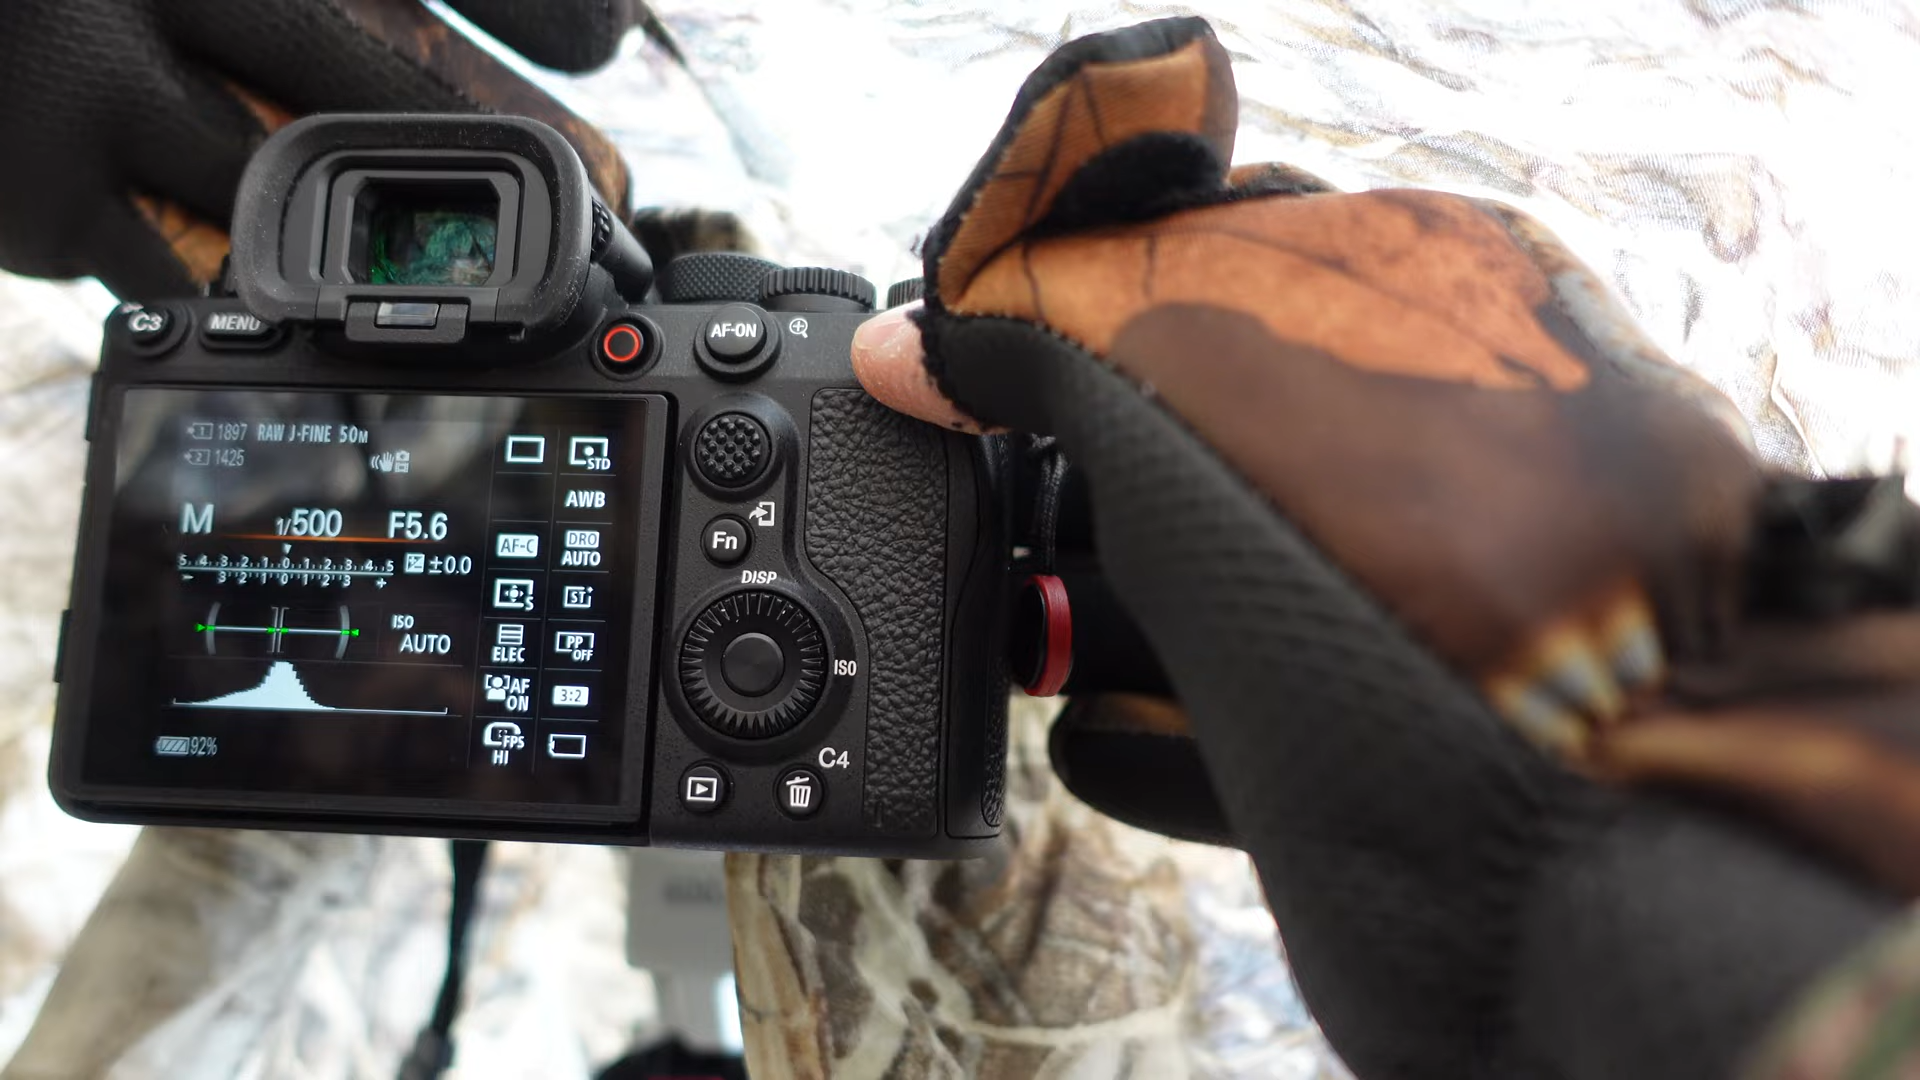 C3
MENU
AF-ON
1 1897 RAW J-FINE 50M
2 1425
STD
AWB
M 1/500 F5.6
AF-C
DRO
AUTO
5..4..3..2..1..0..1..2..3..4..5 ±0.0
- 3 2 1 0 1 2 3 +
S
ST
ISO
AUTO
ELEC
PP
OFF
AF
ON
3:2
FPS
HI
92%
Fn
DISP
ISO
C4